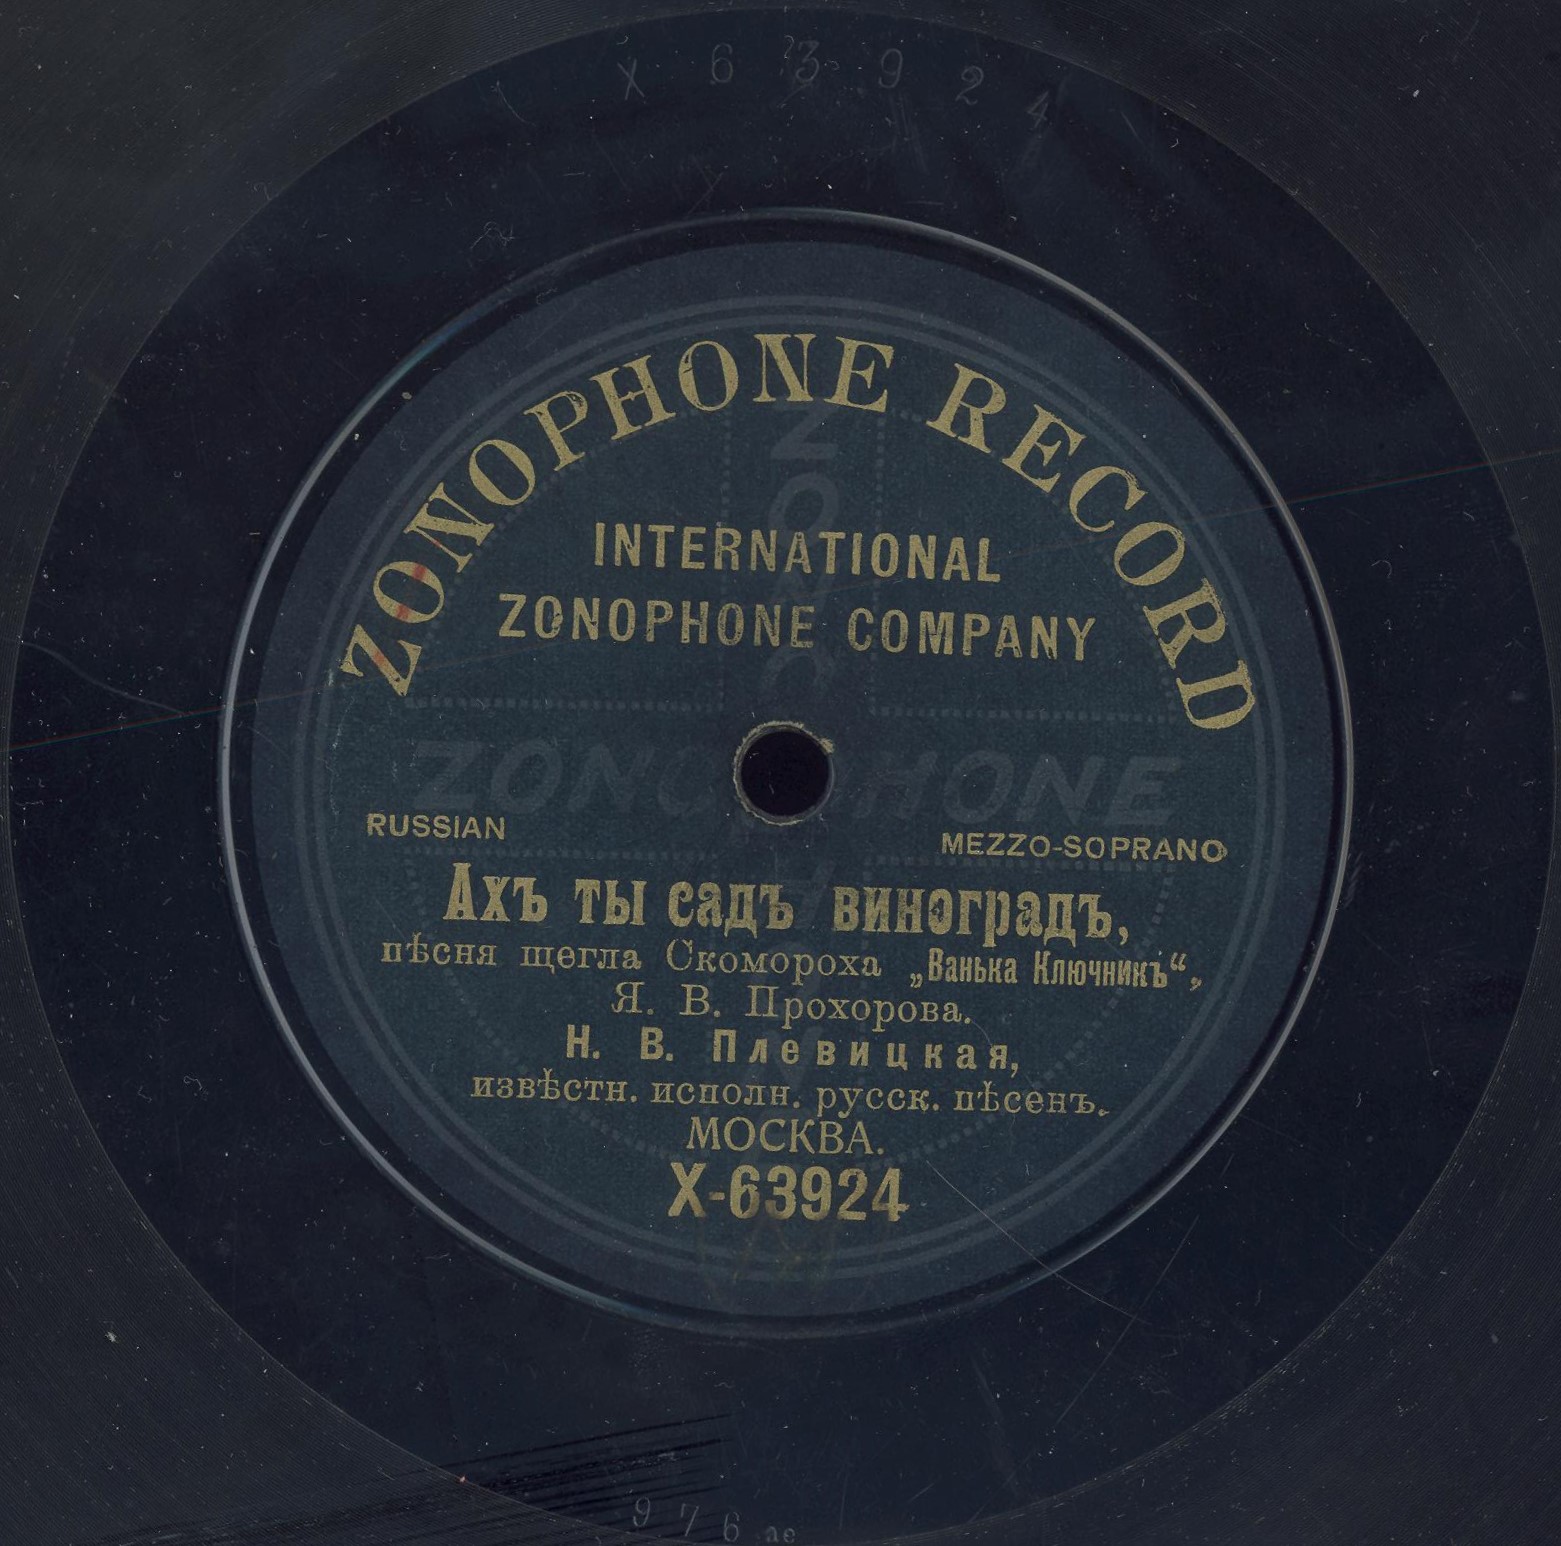 X 63924
ZONOPHONE RECORD
INTERNATIONAL
ZONOPHONE COMPANY
ZONOPHONE
RUSSIAN
MEZZO-SOPRANO
Ахъ ты садъ виноградъ,
пѣсня щегла Скомороха „Ванька Ключникъ“,
Я. В. Прохорова.
Н. В. Плевицкая,
извѣстн. исполн. русск. пѣсенъ.
МОСКВА.
X-63924
976 ae